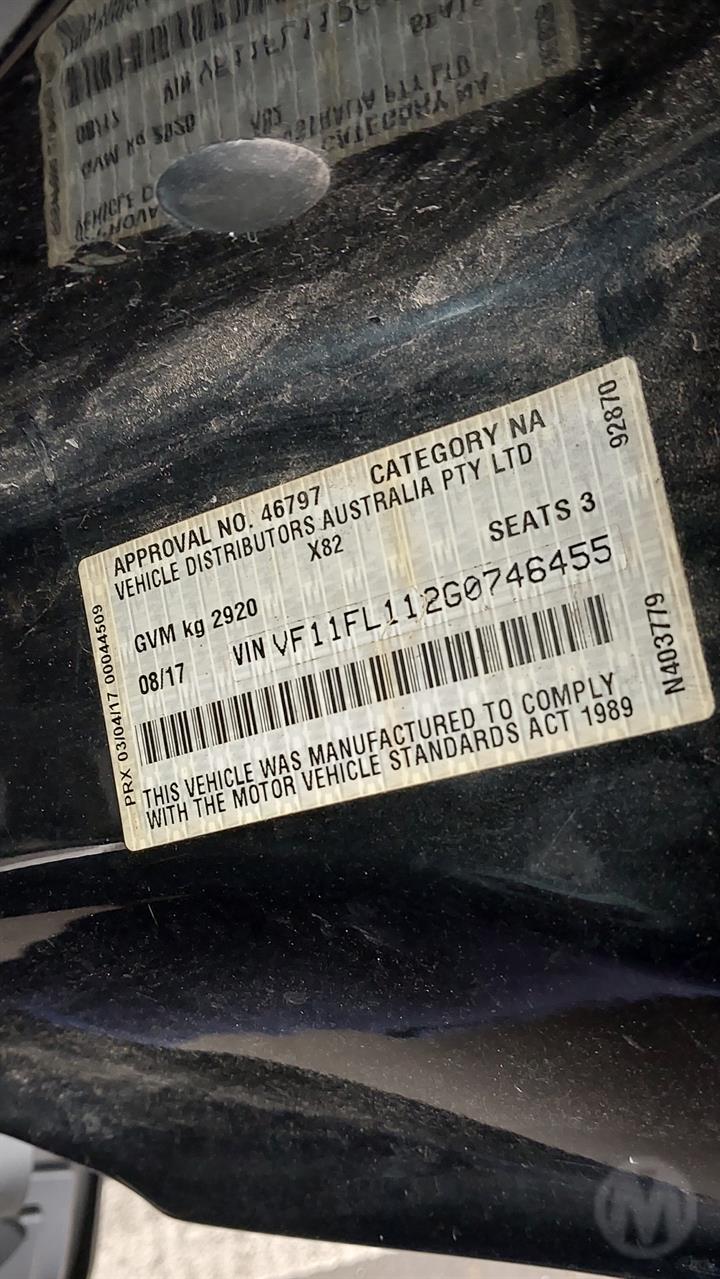 APPROVAL NO. 46797 CATEGORY NA
VEHICLE DISTRIBUTORS AUSTRALIA PTY LTD
X82
GVM kg 2920 SEATS 3
08/17 VIN VF11FL112G0746455
THIS VEHICLE WAS MANUFACTURED TO COMPLY
WITH THE MOTOR VEHICLE STANDARDS ACT 1989
PRX 03/04/17 00044509
92870
N403779
M